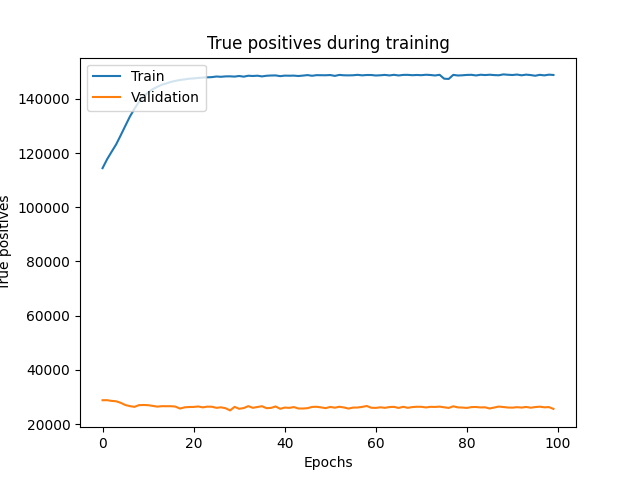 True positives during training
Train
Validation
True positives
140000
120000
100000
80000
60000
40000
20000
0 20 40 60 80 100
Epochs